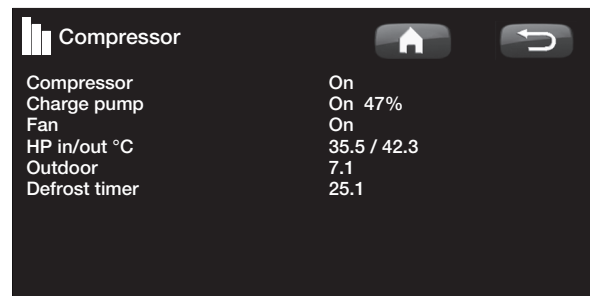 Compressor
Compressor On
Charge pump On 47%
Fan On
HP in/out °C 35.5 / 42.3
Outdoor 7.1
Defrost timer 25.1